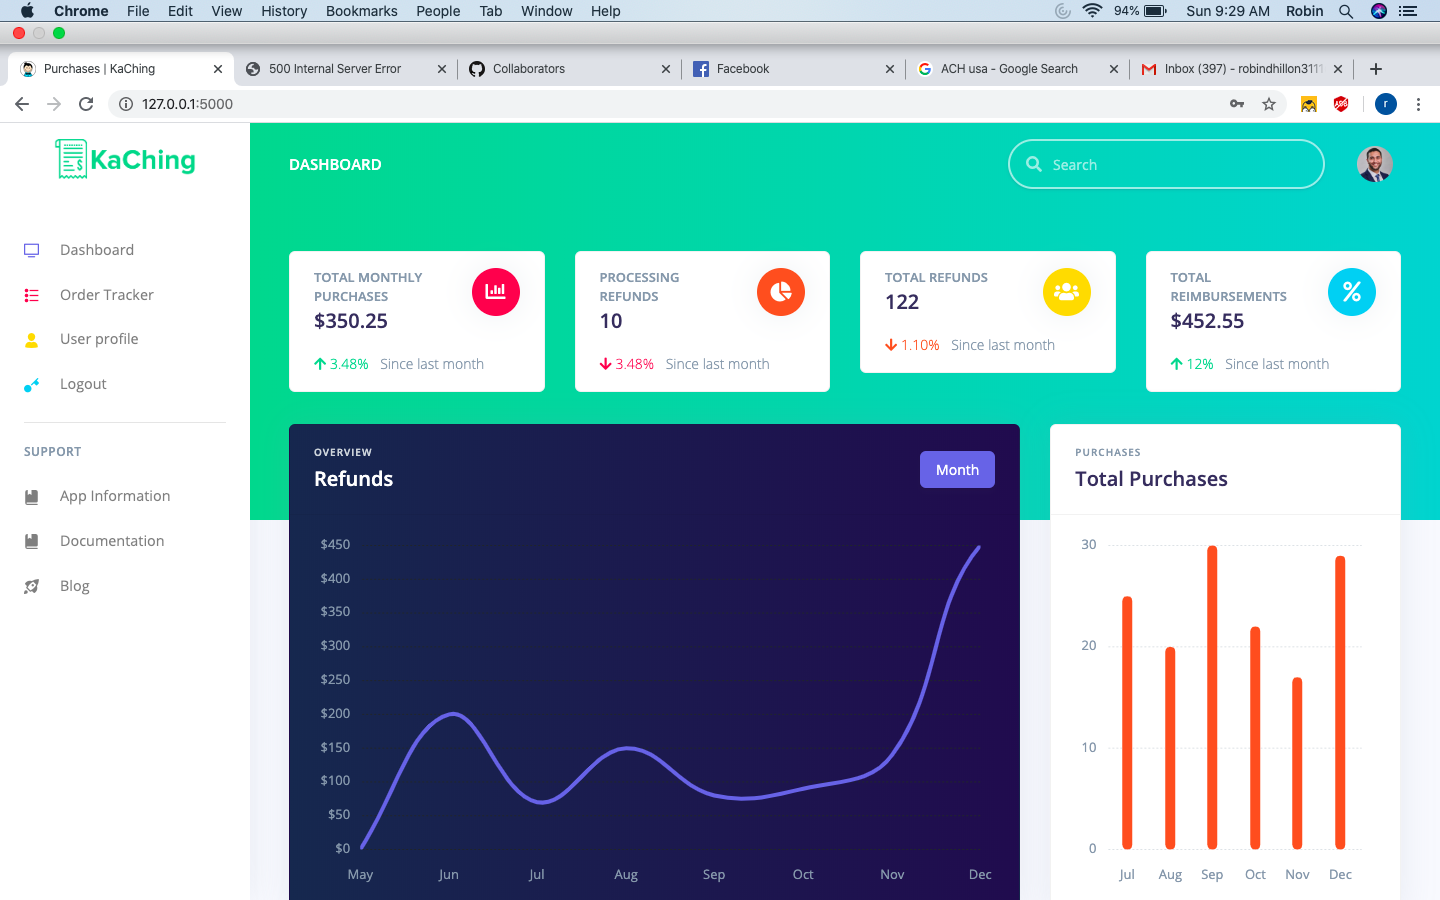 Chrome File Edit View History Bookmarks People Tab Window Help 94% Sun 9:29 AM Robin
Purchases | KaChing 500 Internal Server Error Collaborators Facebook ACH usa - Google Search Inbox (397) - robindhillon3111
127.0.0.1:5000 r
KaChing
Dashboard
Order Tracker
User profile
Logout
SUPPORT
App Information
Documentation
Blog
DASHBOARD
Search
TOTAL MONTHLY
PURCHASES
$350.25
3.48% Since last month
PROCESSING
REFUNDS
10
3.48% Since last month
TOTAL REFUNDS
122
1.10% Since last month
TOTAL
REIMBURSEMENTS
$452.55
12% Since last month
OVERVIEW
Refunds
Month
$450
$400
$350
$300
$250
$200
$150
$100
$50
$0
May Jun Jul Aug Sep Oct Nov Dec
PURCHASES
Total Purchases
30
20
10
0
Jul Aug Sep Oct Nov Dec